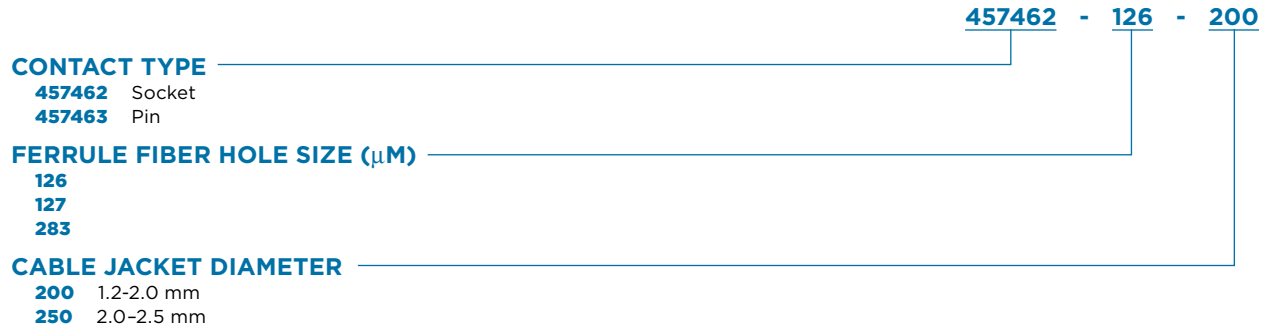 457462 - 126 - 200
CONTACT TYPE
457462 Socket
457463 Pin
FERRULE FIBER HOLE SIZE (μM)
126
127
283
CABLE JACKET DIAMETER
200 1.2-2.0 mm
250 2.0–2.5 mm